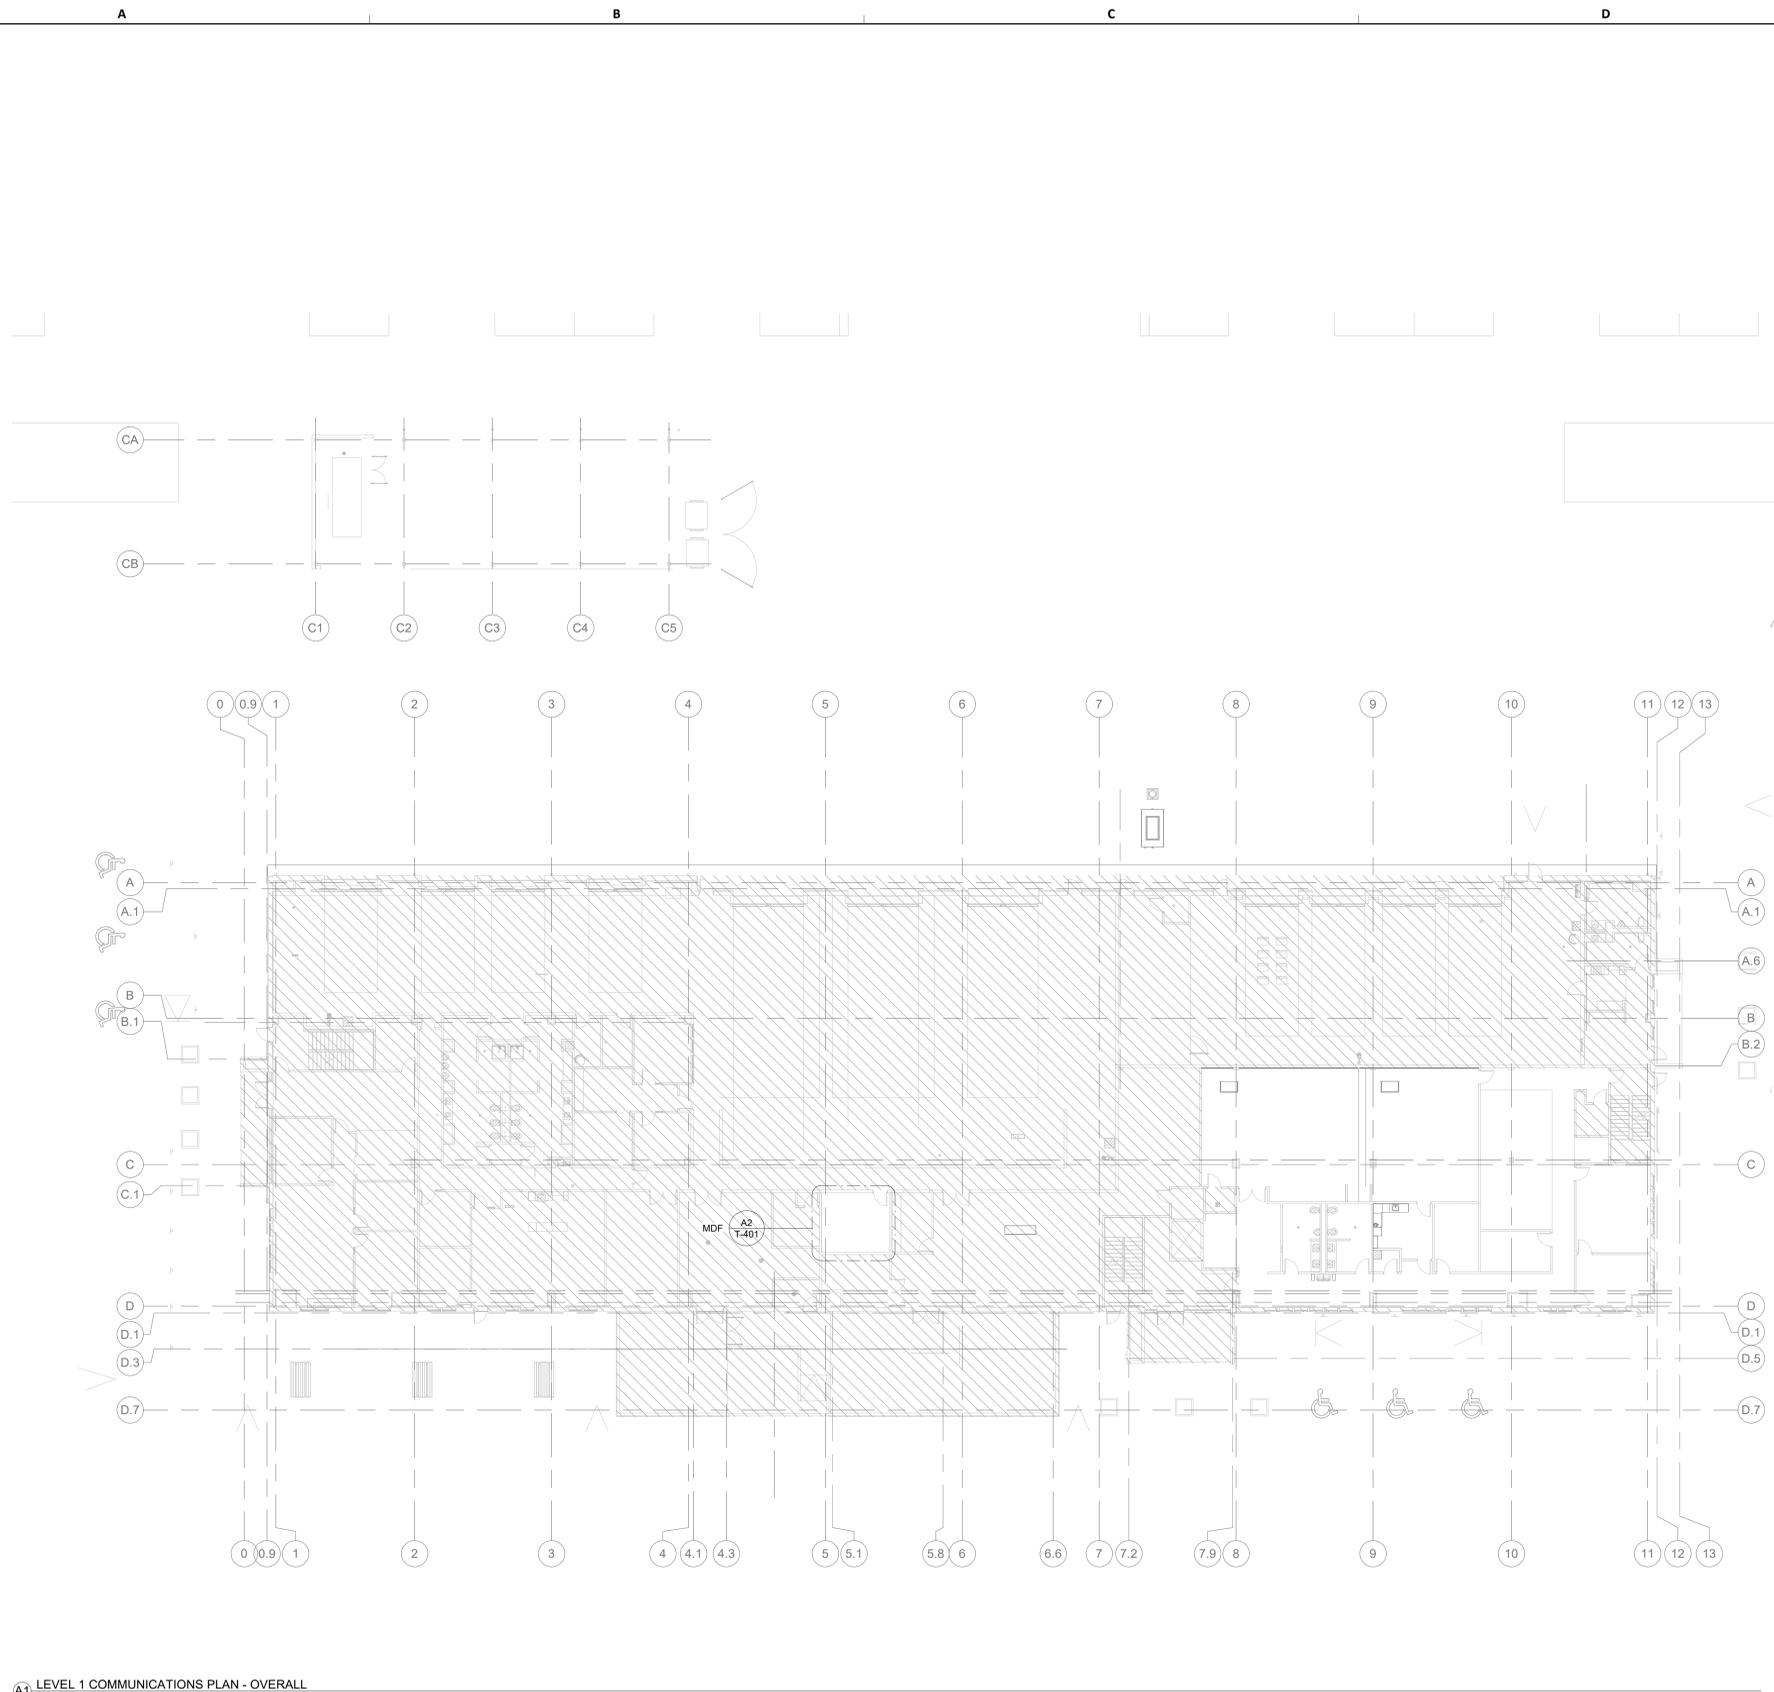 A B C D
CA
CB
C1 C2 C3 C4 C5
0 0.9 1 2 3 4 5 6 7 8 9 10 11 12 13
A A
A.1 A.1
A.6
B B
B.1
B.2
C C
C.1
MDF A2
T-401
D D
D.1 D.1
D.3 D.5
D.7 D.7
0 0.9 1 2 3 4 4.1 4.3 5 5.1 5.8 6 6.6 7 7.2 7.9 8 9 10 11 12 13
A1 LEVEL 1 COMMUNICATIONS PLAN - OVERALL